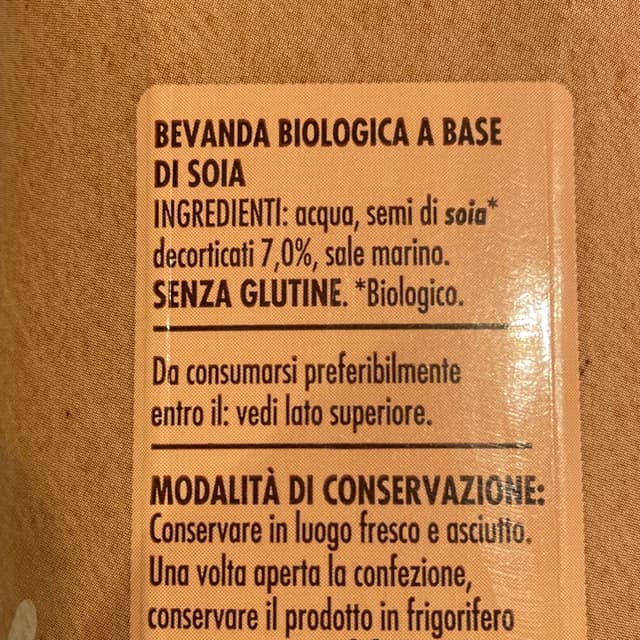 BEVANDA BIOLOGICA A BASE
DI SOIA
INGREDIENTI: acqua, semi di soia*
decorticati 7,0%, sale marino.
SENZA GLUTINE. *Biologico.
Da consumarsi preferibilmente
entro il: vedi lato superiore.
MODALITÀ DI CONSERVAZIONE:
Conservare in luogo fresco e asciutto.
Una volta aperta la confezione,
conservare il prodotto in frigorifero